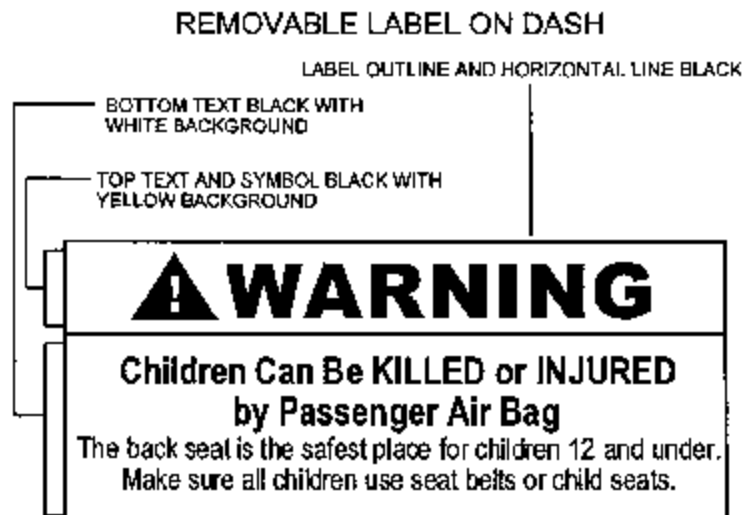 REMOVABLE LABEL ON DASH
LABEL OUTLINE AND HORIZONTAL LINE BLACK
BOTTOM TEXT BLACK WITH
WHITE BACKGROUND
TOP TEXT AND SYMBOL BLACK WITH
YELLOW BACKGROUND
WARNING
Children Can Be KILLED or INJURED
by Passenger Air Bag
The back seat is the safest place for children 12 and under.
Make sure all children use seat belts or child seats.